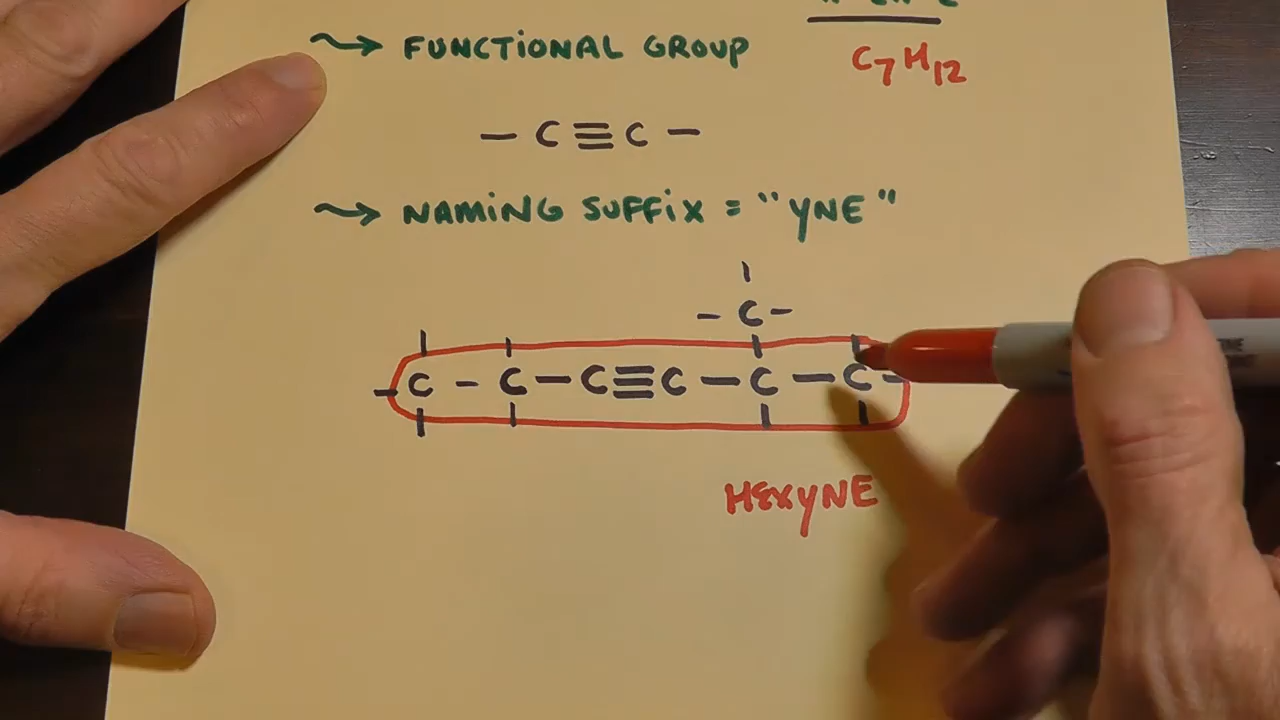 FUNCTIONAL GROUP
C7H12
– C≡C –
NAMING SUFFIX = "YNE"
– C –
– C – C – C≡C – C – C –
HEXYNE